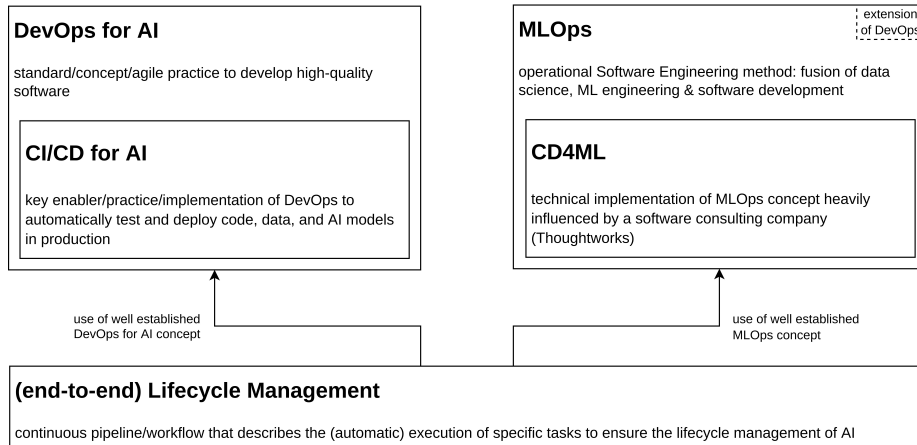 DevOps for AI
standard/concept/agile practice to develop high-quality
software
CI/CD for AI
key enabler/practice/implementation of DevOps to
automatically test and deploy code, data, and AI models
in production
MLOps
extension
of DevOps
operational Software Engineering method: fusion of data
science, ML engineering & software development
CD4ML
technical implementation of MLOps concept heavily
influenced by a software consulting company
(Thoughtworks)
use of well established
DevOps for AI concept
use of well established
MLOps concept
(end-to-end) Lifecycle Management
continuous pipeline/workflow that describes the (automatic) execution of specific tasks to ensure the lifecycle management of AI